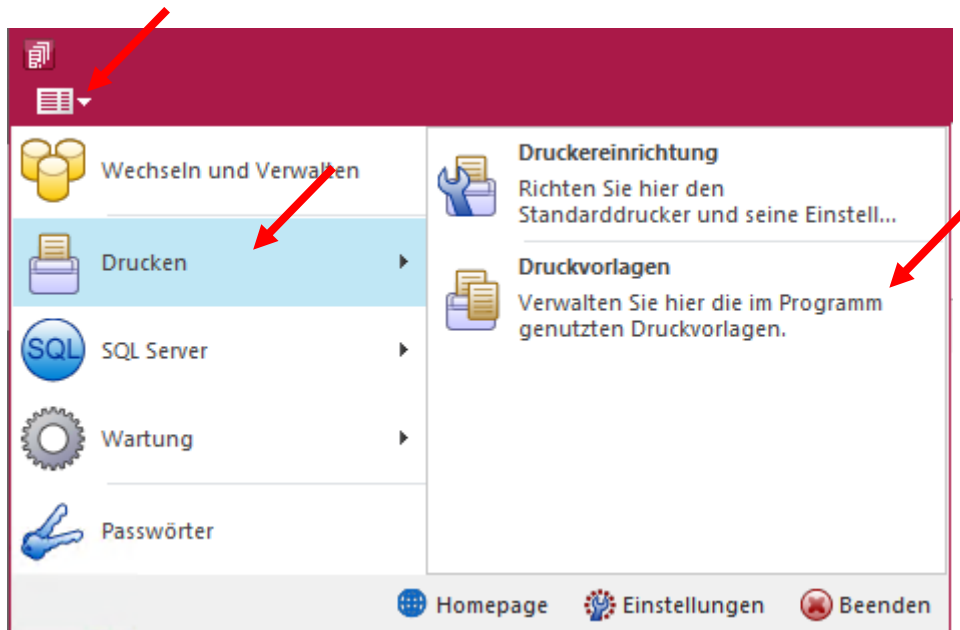 Wechseln und Verwalten
Drucken
SQL
SQL Server
Wartung
Passwörter
Druckereinrichtung
Richten Sie hier den
Standarddrucker und seine Einstell...
Druckvorlagen
Verwalten Sie hier die im Programm
genutzten Druckvorlagen.
Homepage
Einstellungen
Beenden